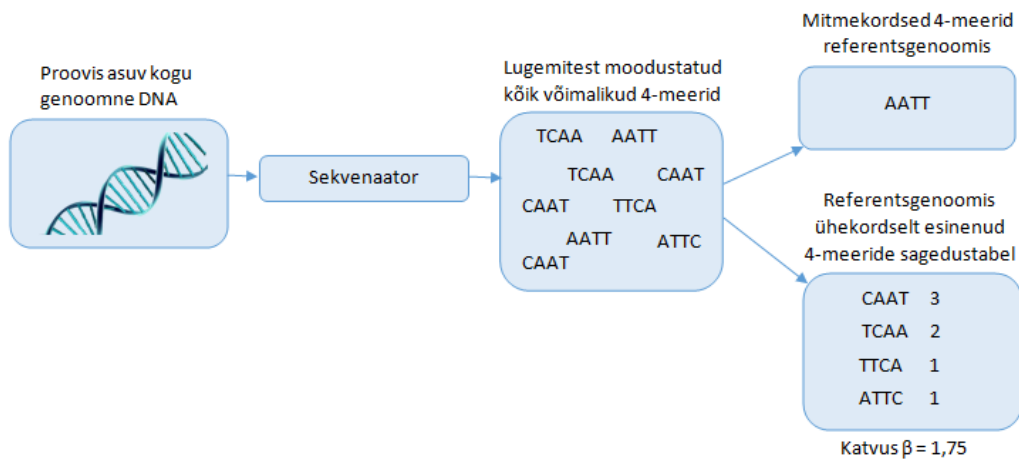 Proovis asuv kogu
genoomne DNA
Sekvenaator
Lugemitest moodustatud
kõik võimalikud 4-meerid
TCAA AATT
TCAA CAAT
CAAT TTCA
AATT ATTC
CAAT
Mitmekordsed 4-meerid
referentsgenoomis
AATT
Referentsgenoomis
ühekordselt esinenud
4-meeride sagedustabel
CAAT 3
TCAA 2
TTCA 1
ATTC 1
Katvus β = 1,75